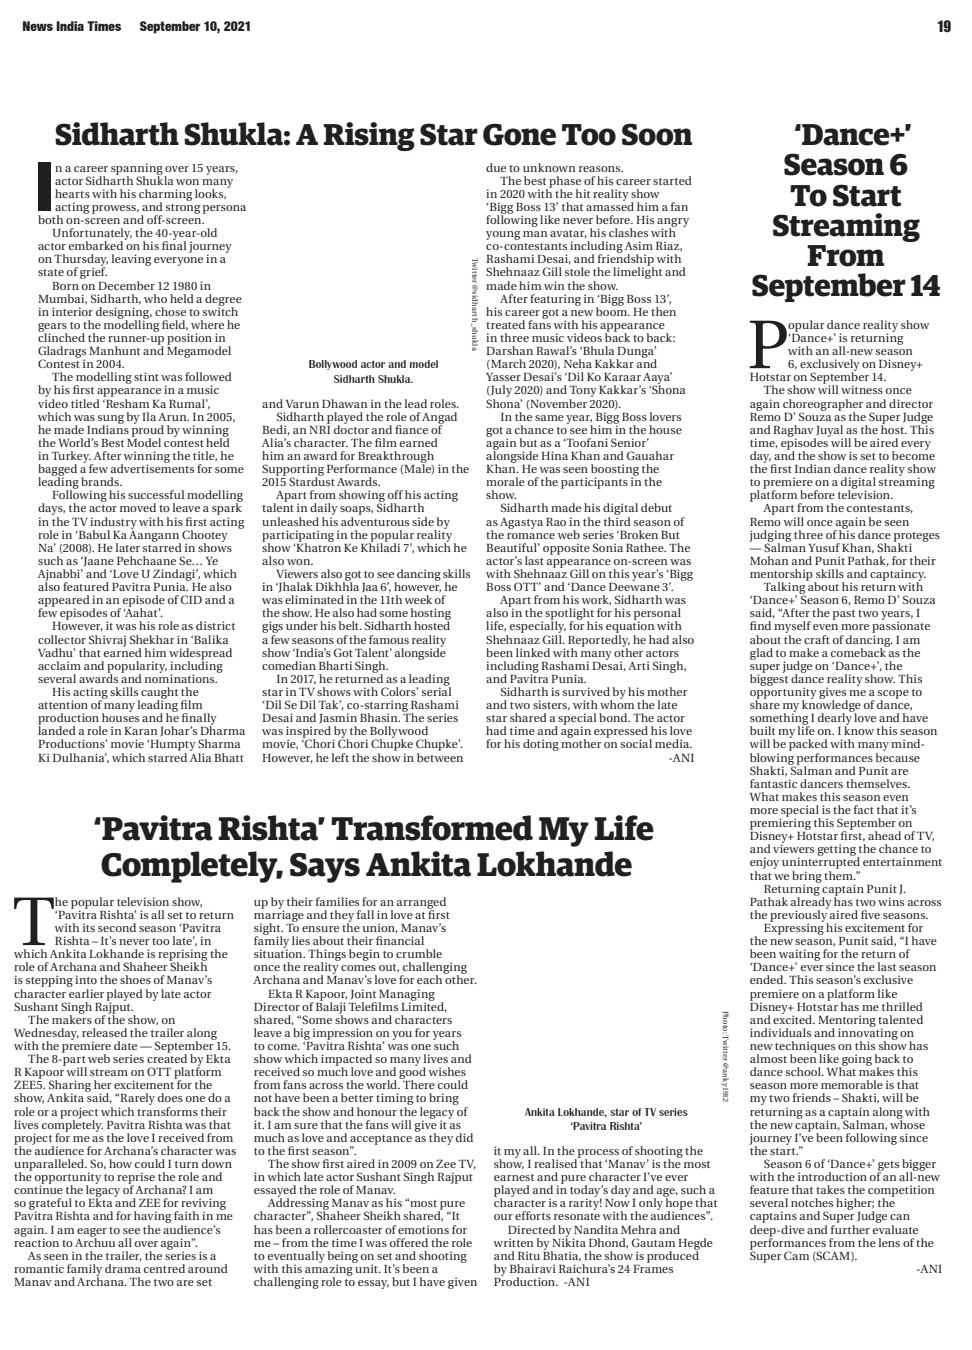 News India Times September 10, 2021
19
Sidharth Shukla: A Rising Star Gone Too Soon
In a career spanning over 15 years,
actor Sidharth Shukla won many
hearts with his charming looks,
acting prowess, and strong persona
both on-screen and off-screen.
Unfortunately, the 40-year-old
actor embarked on his final journey
on Thursday, leaving everyone in a
state of grief.
Born on December 12 1980 in
Mumbai, Sidharth, who held a degree
in interior designing, chose to switch
gears to the modelling field, where he
clinched the runner-up position in
Gladrags Manhunt and Megamodel
Contest in 2004.
The modelling stint was followed
by his first appearance in a music
video titled ‘Resham Ka Rumal’,
which was sung by Ila Arun. In 2005,
he made Indians proud by winning
the World’s Best Model contest held
in Turkey. After winning the title, he
bagged a few advertisements for some
leading brands.
Following his successful modelling
days, the actor moved to leave a spark
in the TV industry with his first acting
role in ‘Babul Ka Aangann Chootey
Na’ (2008). He later starred in shows
such as ‘Jaane Pehchaane Se… Ye
Ajnabbi’ and ‘Love U Zindagi’, which
also featured Pavitra Punia. He also
appeared in an episode of CID and a
few episodes of ‘Aahat’.
However, it was his role as district
collector Shivraj Shekhar in ‘Balika
Vadhu’ that earned him widespread
acclaim and popularity, including
several awards and nominations.
His acting skills caught the
attention of many leading film
production houses and he finally
landed a role in Karan Johar’s Dharma
Productions’ movie ‘Humpty Sharma
Ki Dulhania’, which starred Alia Bhatt
Twitter @sidharth_shukla
Bollywood actor and model
Sidharth Shukla.
and Varun Dhawan in the lead roles.
Sidharth played the role of Angad
Bedi, an NRI doctor and fiance of
Alia’s character. The film earned
him an award for Breakthrough
Supporting Performance (Male) in the
2015 Stardust Awards.
Apart from showing off his acting
talent in daily soaps, Sidharth
unleashed his adventurous side by
participating in the popular reality
show ‘Khatron Ke Khiladi 7’, which he
also won.
Viewers also got to see dancing skills
in ‘Jhalak Dikhhla Jaa 6’, however, he
was eliminated in the 11th week of
the show. He also had some hosting
gigs under his belt. Sidharth hosted
a few seasons of the famous reality
show ‘India’s Got Talent’ alongside
comedian Bharti Singh.
In 2017, he returned as a leading
star in TV shows with Colors’ serial
‘Dil Se Dil Tak’, co-starring Rashami
Desai and Jasmin Bhasin. The series
was inspired by the Bollywood
movie, ‘Chori Chori Chupke Chupke’.
However, he left the show in between
due to unknown reasons.
The best phase of his career started
in 2020 with the hit reality show
‘Bigg Boss 13’ that amassed him a fan
following like never before. His angry
young man avatar, his clashes with
co-contestants including Asim Riaz,
Rashami Desai, and friendship with
Shehnaaz Gill stole the limelight and
made him win the show.
After featuring in ‘Bigg Boss 13’,
his career got a new boom. He then
treated fans with his appearance
in three music videos back to back:
Darshan Rawal’s ‘Bhula Dunga’
(March 2020), Neha Kakkar and
Yasser Desai’s ‘Dil Ko Karaar Aaya’
(July 2020) and Tony Kakkar’s ‘Shona
Shona’ (November 2020).
In the same year, Bigg Boss lovers
got a chance to see him in the house
again but as a ‘Toofani Senior’
alongside Hina Khan and Gauahar
Khan. He was seen boosting the
morale of the participants in the
show.
Sidharth made his digital debut
as Agastya Rao in the third season of
the romance web series ‘Broken But
Beautiful’ opposite Sonia Rathee. The
actor’s last appearance on-screen was
with Shehnaaz Gill on this year’s ‘Bigg
Boss OTT’ and ‘Dance Deewane 3’.
Apart from his work, Sidharth was
also in the spotlight for his personal
life, especially, for his equation with
Shehnaaz Gill. Reportedly, he had also
been linked with many other actors
including Rashami Desai, Arti Singh,
and Pavitra Punia.
Sidharth is survived by his mother
and two sisters, with whom the late
star shared a special bond. The actor
had time and again expressed his love
for his doting mother on social media.
-ANI
‘Dance+’
Season 6
To Start
Streaming
From
September 14
Popular dance reality show
‘Dance+’ is returning
with an all-new season
6, exclusively on Disney+
Hotstar on September 14.
The show will witness once
again choreographer and director
Remo D’ Souza as the Super Judge
and Raghav Juyal as the host. This
time, episodes will be aired every
day, and the show is set to become
the first Indian dance reality show
to premiere on a digital streaming
platform before television.
Apart from the contestants,
Remo will once again be seen
judging three of his dance proteges
— Salman Yusuf Khan, Shakti
Mohan and Punit Pathak, for their
mentorship skills and captaincy.
Talking about his return with
‘Dance+’ Season 6, Remo D’ Souza
said, “After the past two years, I
find myself even more passionate
about the craft of dancing. I am
glad to make a comeback as the
super judge on ‘Dance+’, the
biggest dance reality show. This
opportunity gives me a scope to
share my knowledge of dance,
something I dearly love and have
built my life on. I know this season
will be packed with many mind-
blowing performances because
Shakti, Salman and Punit are
fantastic dancers themselves.
What makes this season even
more special is the fact that it’s
premiering this September on
Disney+ Hotstar first, ahead of TV,
and viewers getting the chance to
enjoy uninterrupted entertainment
that we bring them.”
Returning captain Punit J.
Pathak already has two wins across
the previously aired five seasons.
Expressing his excitement for
the new season, Punit said, “I have
been waiting for the return of
‘Dance+’ ever since the last season
ended. This season’s exclusive
premiere on a platform like
Disney+ Hotstar has me thrilled
and excited. Mentoring talented
individuals and innovating on
new techniques on this show has
almost been like going back to
dance school. What makes this
season more memorable is that
my two friends – Shakti, will be
returning as a captain along with
the new captain, Salman, whose
journey I’ve been following since
the start.”
Season 6 of ‘Dance+’ gets bigger
with the introduction of an all-new
feature that takes the competition
several notches higher; the
captains and Super Judge can
deep-dive and further evaluate
performances from the lens of the
Super Cam (SCAM).
-ANI
‘Pavitra Rishta’ Transformed My Life
Completely, Says Ankita Lokhande
The popular television show,
‘Pavitra Rishta’ is all set to return
with its second season ‘Pavitra
Rishta – It’s never too late’, in
which Ankita Lokhande is reprising the
role of Archana and Shaheer Sheikh
is stepping into the shoes of Manav’s
character earlier played by late actor
Sushant Singh Rajput.
The makers of the show, on
Wednesday, released the trailer along
with the premiere date — September 15.
The 8-part web series created by Ekta
R Kapoor will stream on OTT platform
ZEE5. Sharing her excitement for the
show, Ankita said, “Rarely does one do a
role or a project which transforms their
lives completely. Pavitra Rishta was that
project for me as the love I received from
the audience for Archana’s character was
unparalleled. So, how could I turn down
the opportunity to reprise the role and
continue the legacy of Archana? I am
so grateful to Ekta and ZEE for reviving
Pavitra Rishta and for having faith in me
again. I am eager to see the audience’s
reaction to Archuu all over again”.
As seen in the trailer, the series is a
romantic family drama centred around
Manav and Archana. The two are set
up by their families for an arranged
marriage and they fall in love at first
sight. To ensure the union, Manav’s
family lies about their financial
situation. Things begin to crumble
once the reality comes out, challenging
Archana and Manav’s love for each other.
Ekta R Kapoor, Joint Managing
Director of Balaji Telefilms Limited,
shared, “Some shows and characters
leave a big impression on you for years
to come. ‘Pavitra Rishta’ was one such
show which impacted so many lives and
received so much love and good wishes
from fans across the world. There could
not have been a better timing to bring
back the show and honour the legacy of
it. I am sure that the fans will give it as
much as love and acceptance as they did
to the first season”.
The show first aired in 2009 on Zee TV,
in which late actor Sushant Singh Rajput
essayed the role of Manav.
Addressing Manav as his “most pure
character”, Shaheer Sheikh shared, “It
has been a rollercoaster of emotions for
me – from the time I was offered the role
to eventually being on set and shooting
with this amazing unit. It’s been a
challenging role to essay, but I have given
Photo: Twitter @anky1912
Ankita Lokhande, star of TV series
‘Pavitra Rishta’
it my all. In the process of shooting the
show, I realised that ‘Manav’ is the most
earnest and pure character I’ve ever
played and in today’s day and age, such a
character is a rarity! Now I only hope that
our efforts resonate with the audiences”.
Directed by Nandita Mehra and
written by Nikita Dhond, Gautam Hegde
and Ritu Bhatia, the show is produced
by Bhairavi Raichura’s 24 Frames
Production. -ANI